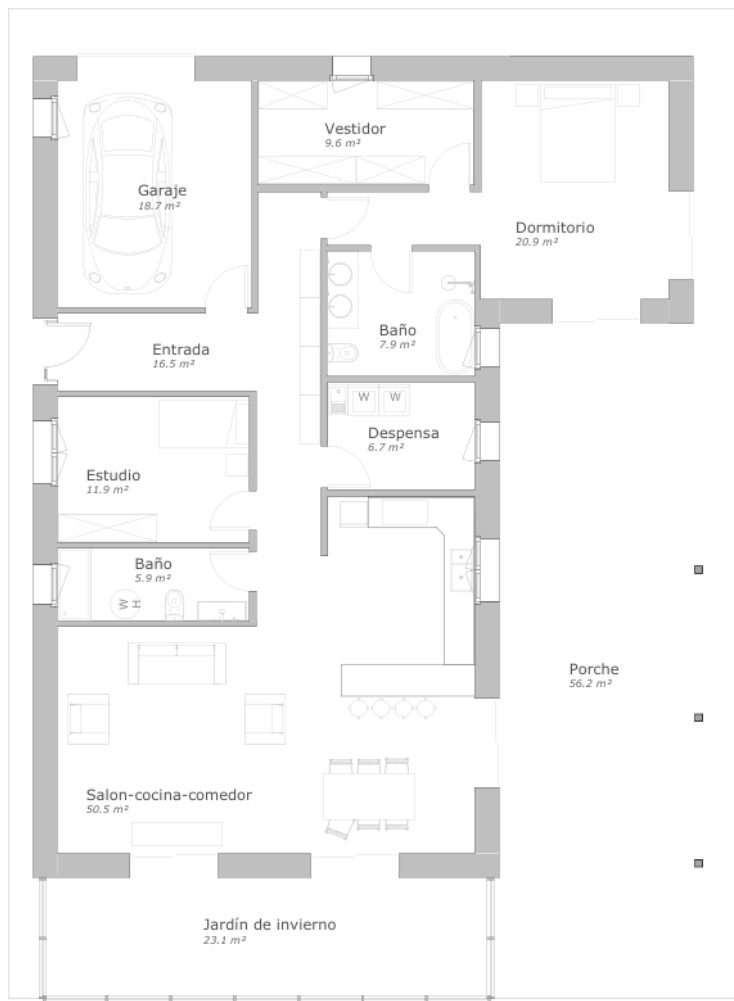 Vestidor
9.6 m²
Garaje
18.7 m²
Dormitorio
20.9 m²
Baño
7.9 m²
Entrada
16.5 m²
W W
Despensa
6.7 m²
Estudio
11.9 m²
Baño
5.9 m²
W
H
Porche
56.2 m²
Salon-cocina-comedor
50.5 m²
Jardín de invierno
23.1 m²